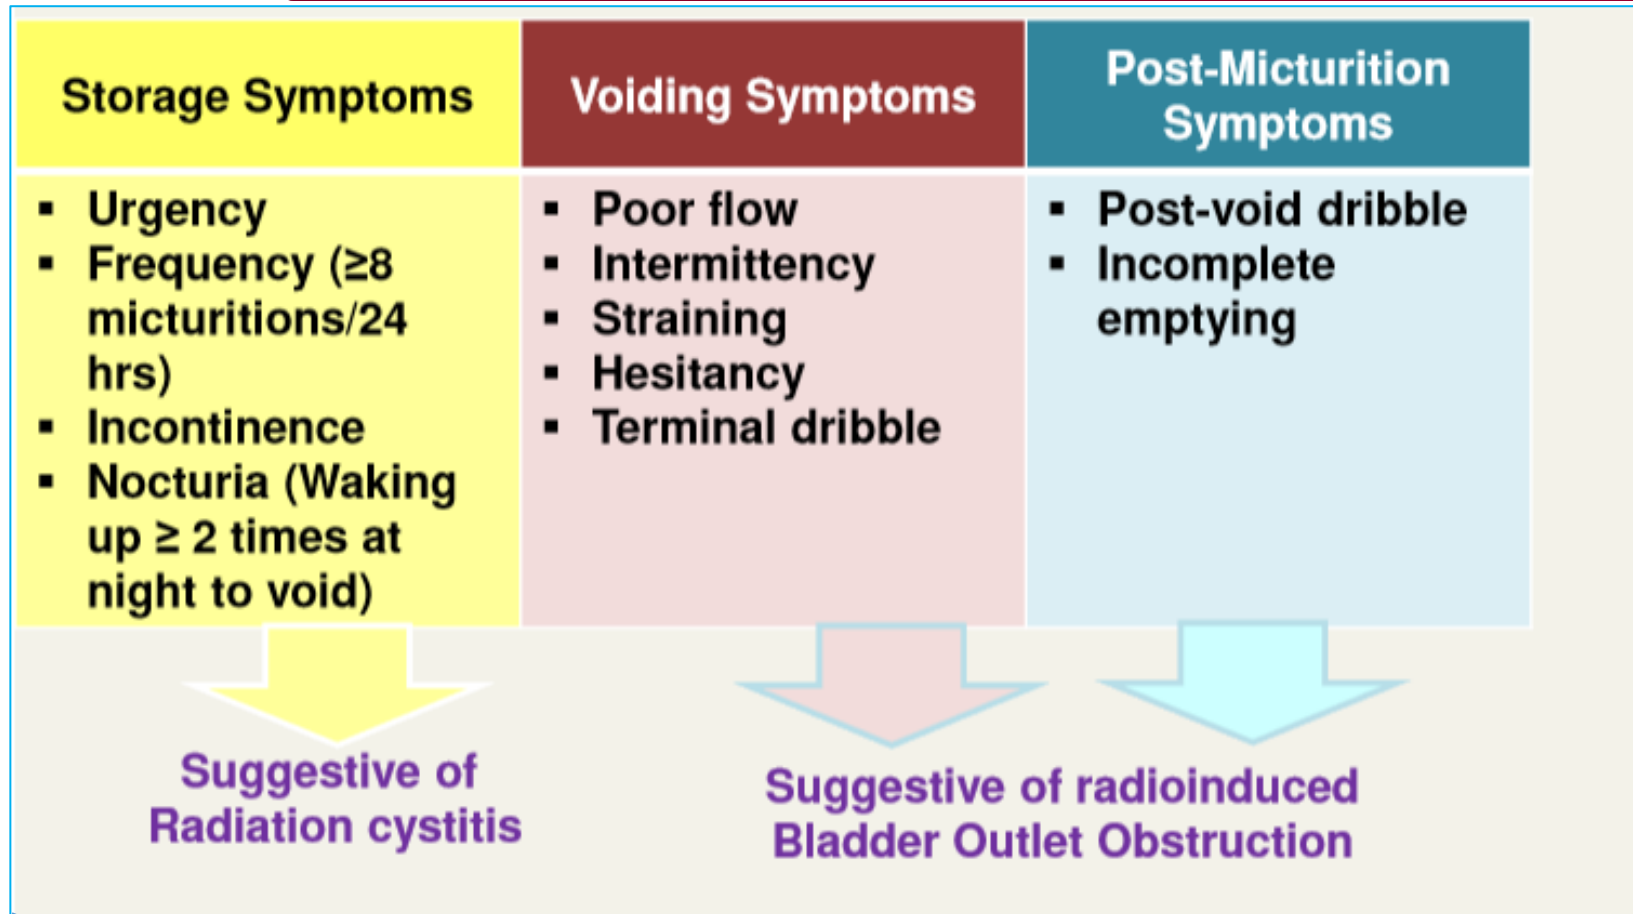 Storage Symptoms
Voiding Symptoms
Post-Micturition
Symptoms
▪ Urgency
▪ Frequency (≥8
micturitions/24
hrs)
▪ Incontinence
▪ Nocturia (Waking
up ≥ 2 times at
night to void)
▪ Poor flow
▪ Intermittency
▪ Straining
▪ Hesitancy
▪ Terminal dribble
▪ Post-void dribble
▪ Incomplete
emptying
Suggestive of
Radiation cystitis
Suggestive of radioinduced
Bladder Outlet Obstruction